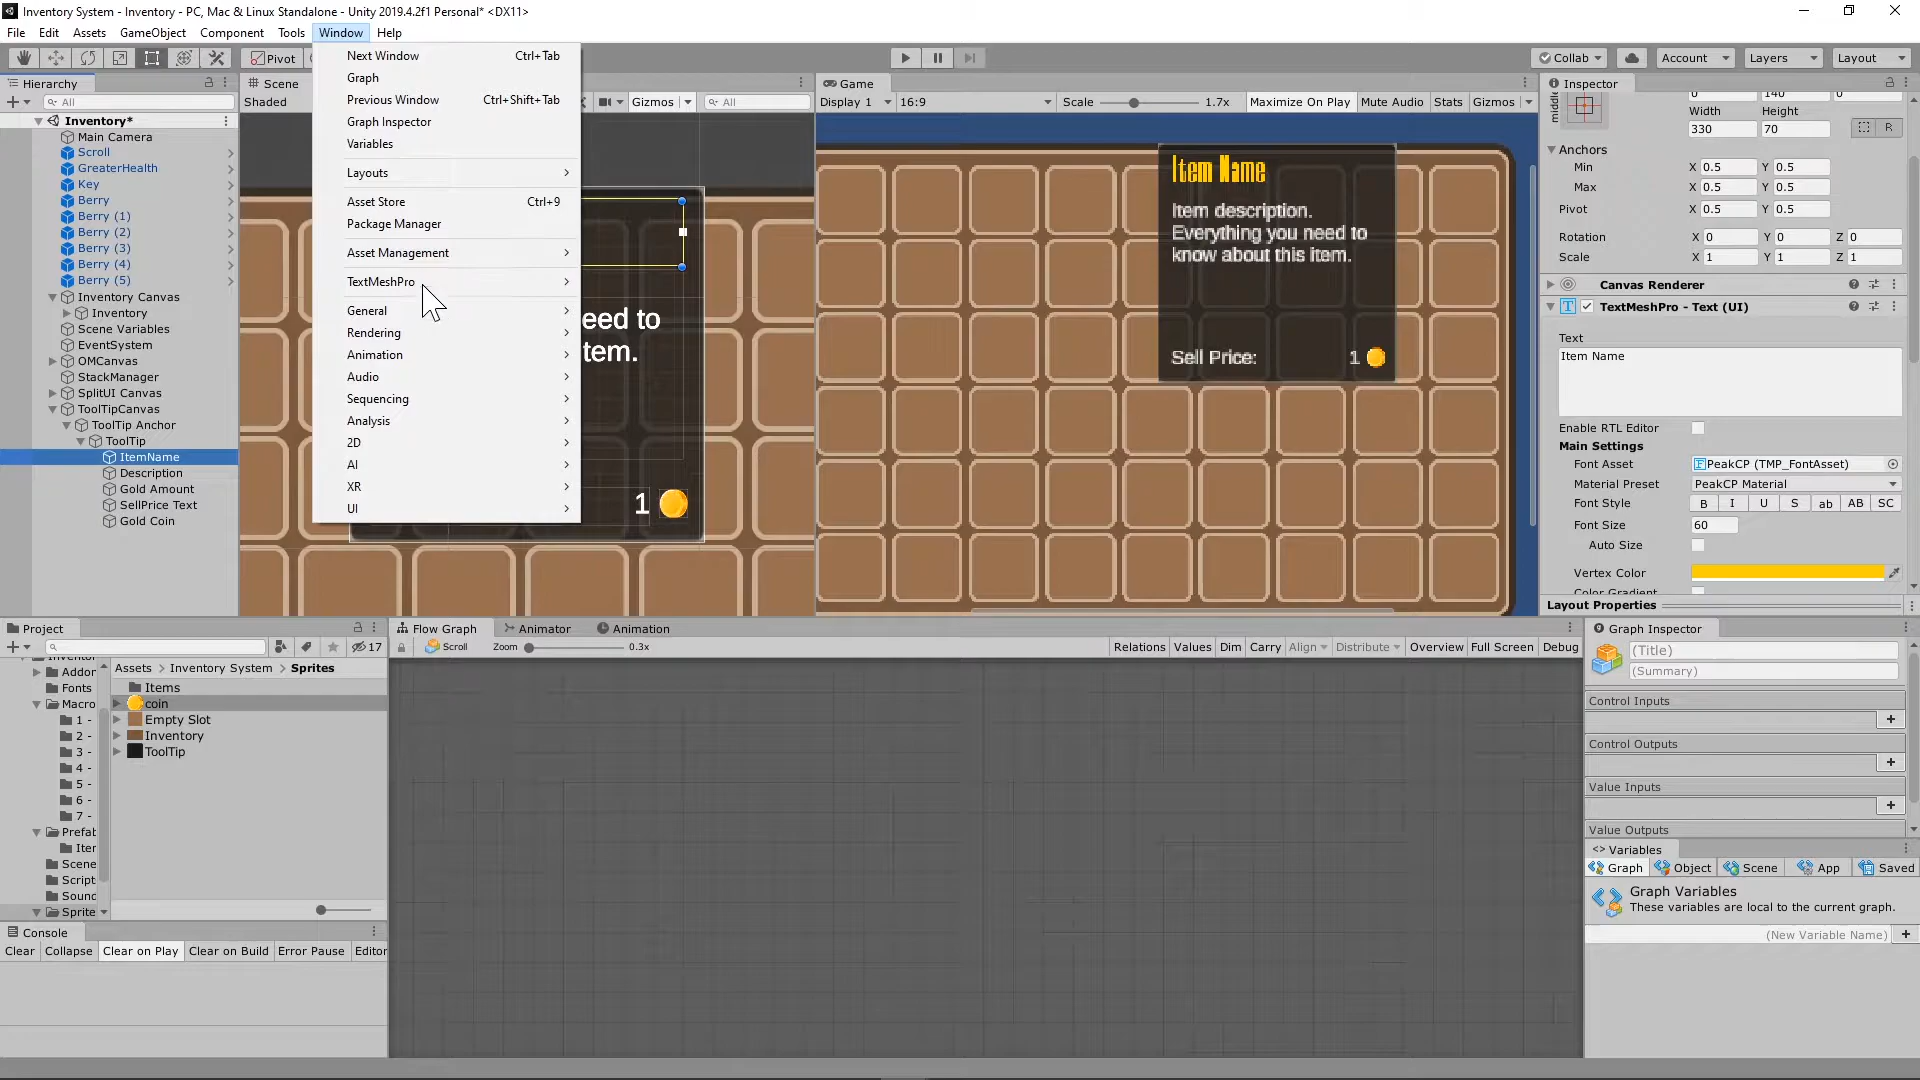 Inventory System - Inventory - PC, Mac & Linux Standalone - Unity 2019.4.2f1 Personal* <DX11>
File Edit Assets GameObject Component Tools Window Help
Pivot
Collab Account Layers Layout
Next Window Ctrl+Tab
Graph
Previous Window Ctrl+Shift+Tab
Graph Inspector
Variables
Layouts
Asset Store Ctrl+9
Package Manager
Asset Management
TextMeshPro
General
Rendering
Animation
Audio
Sequencing
Analysis
2D
AI
XR
UI
Hierarchy
All
Inventory*
Main Camera
Scroll
GreaterHealth
Key
Berry
Berry (1)
Berry (2)
Berry (3)
Berry (4)
Berry (5)
Inventory Canvas
Inventory
Scene Variables
EventSystem
OMCanvas
StackManager
SplitUI Canvas
ToolTipCanvas
ToolTip Anchor
ToolTip
ItemName
Description
Gold Amount
SellPrice Text
Gold Coin
Scene
Shaded
Gizmos All
eed to
tem.
1
Game
Display 1 16:9 Scale 1.7x Maximize On Play Mute Audio Stats Gizmos
Item Name
Item description.
Everything you need to
know about this item.
Sell Price: 1
Inspector
middle
0 140 0
Width Height
330 70
R
Anchors
Min X 0.5 Y 0.5
Max X 0.5 Y 0.5
Pivot X 0.5 Y 0.5
Rotation X 0 Y 0 Z 0
Scale X 1 Y 1 Z 1
Canvas Renderer
TextMeshPro - Text (UI)
Text
Item Name
Enable RTL Editor
Main Settings
Font Asset PeakCP (TMP_FontAsset)
Material Preset PeakCP Material
Font Style B I U S ab AB SC
Font Size 60
Auto Size
Vertex Color
Color Gradient
Layout Properties
Project
17
Assets > Inventory System > Sprites
Addor
Fonts
Macro
1 -
2 -
3 -
4 -
5 -
6 -
7 -
Prefab
Iter
Scene
Script
Sound
Sprite
Items
coin
Empty Slot
Inventory
ToolTip
Console
Clear Collapse Clear on Play Clear on Build Error Pause Editor
Flow Graph Animator Animation
Scroll Zoom 0.3x Relations Values Dim Carry Align Distribute Overview Full Screen Debug
Graph Inspector
(Title)
(Summary)
Control Inputs
Control Outputs
Value Inputs
Value Outputs
<> Variables
Graph Object Scene App Saved
Graph Variables
These variables are local to the current graph.
(New Variable Name)